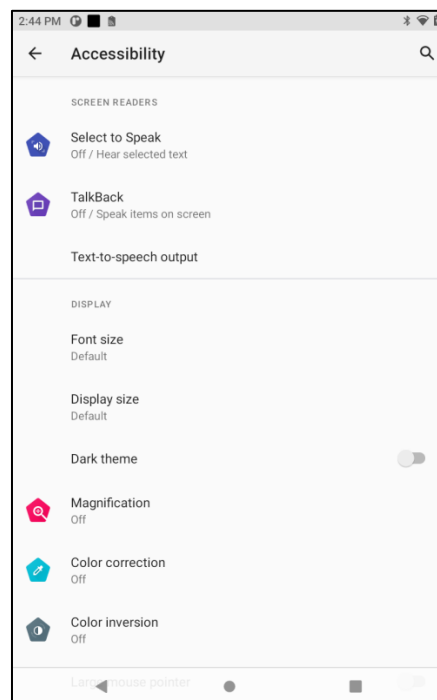 2:44 PM
Accessibility
SCREEN READERS
Select to Speak
Off / Hear selected text
TalkBack
Off / Speak items on screen
Text-to-speech output
DISPLAY
Font size
Default
Display size
Default
Dark theme
Magnification
Off
Color correction
Off
Color inversion
Off
Large mouse pointer